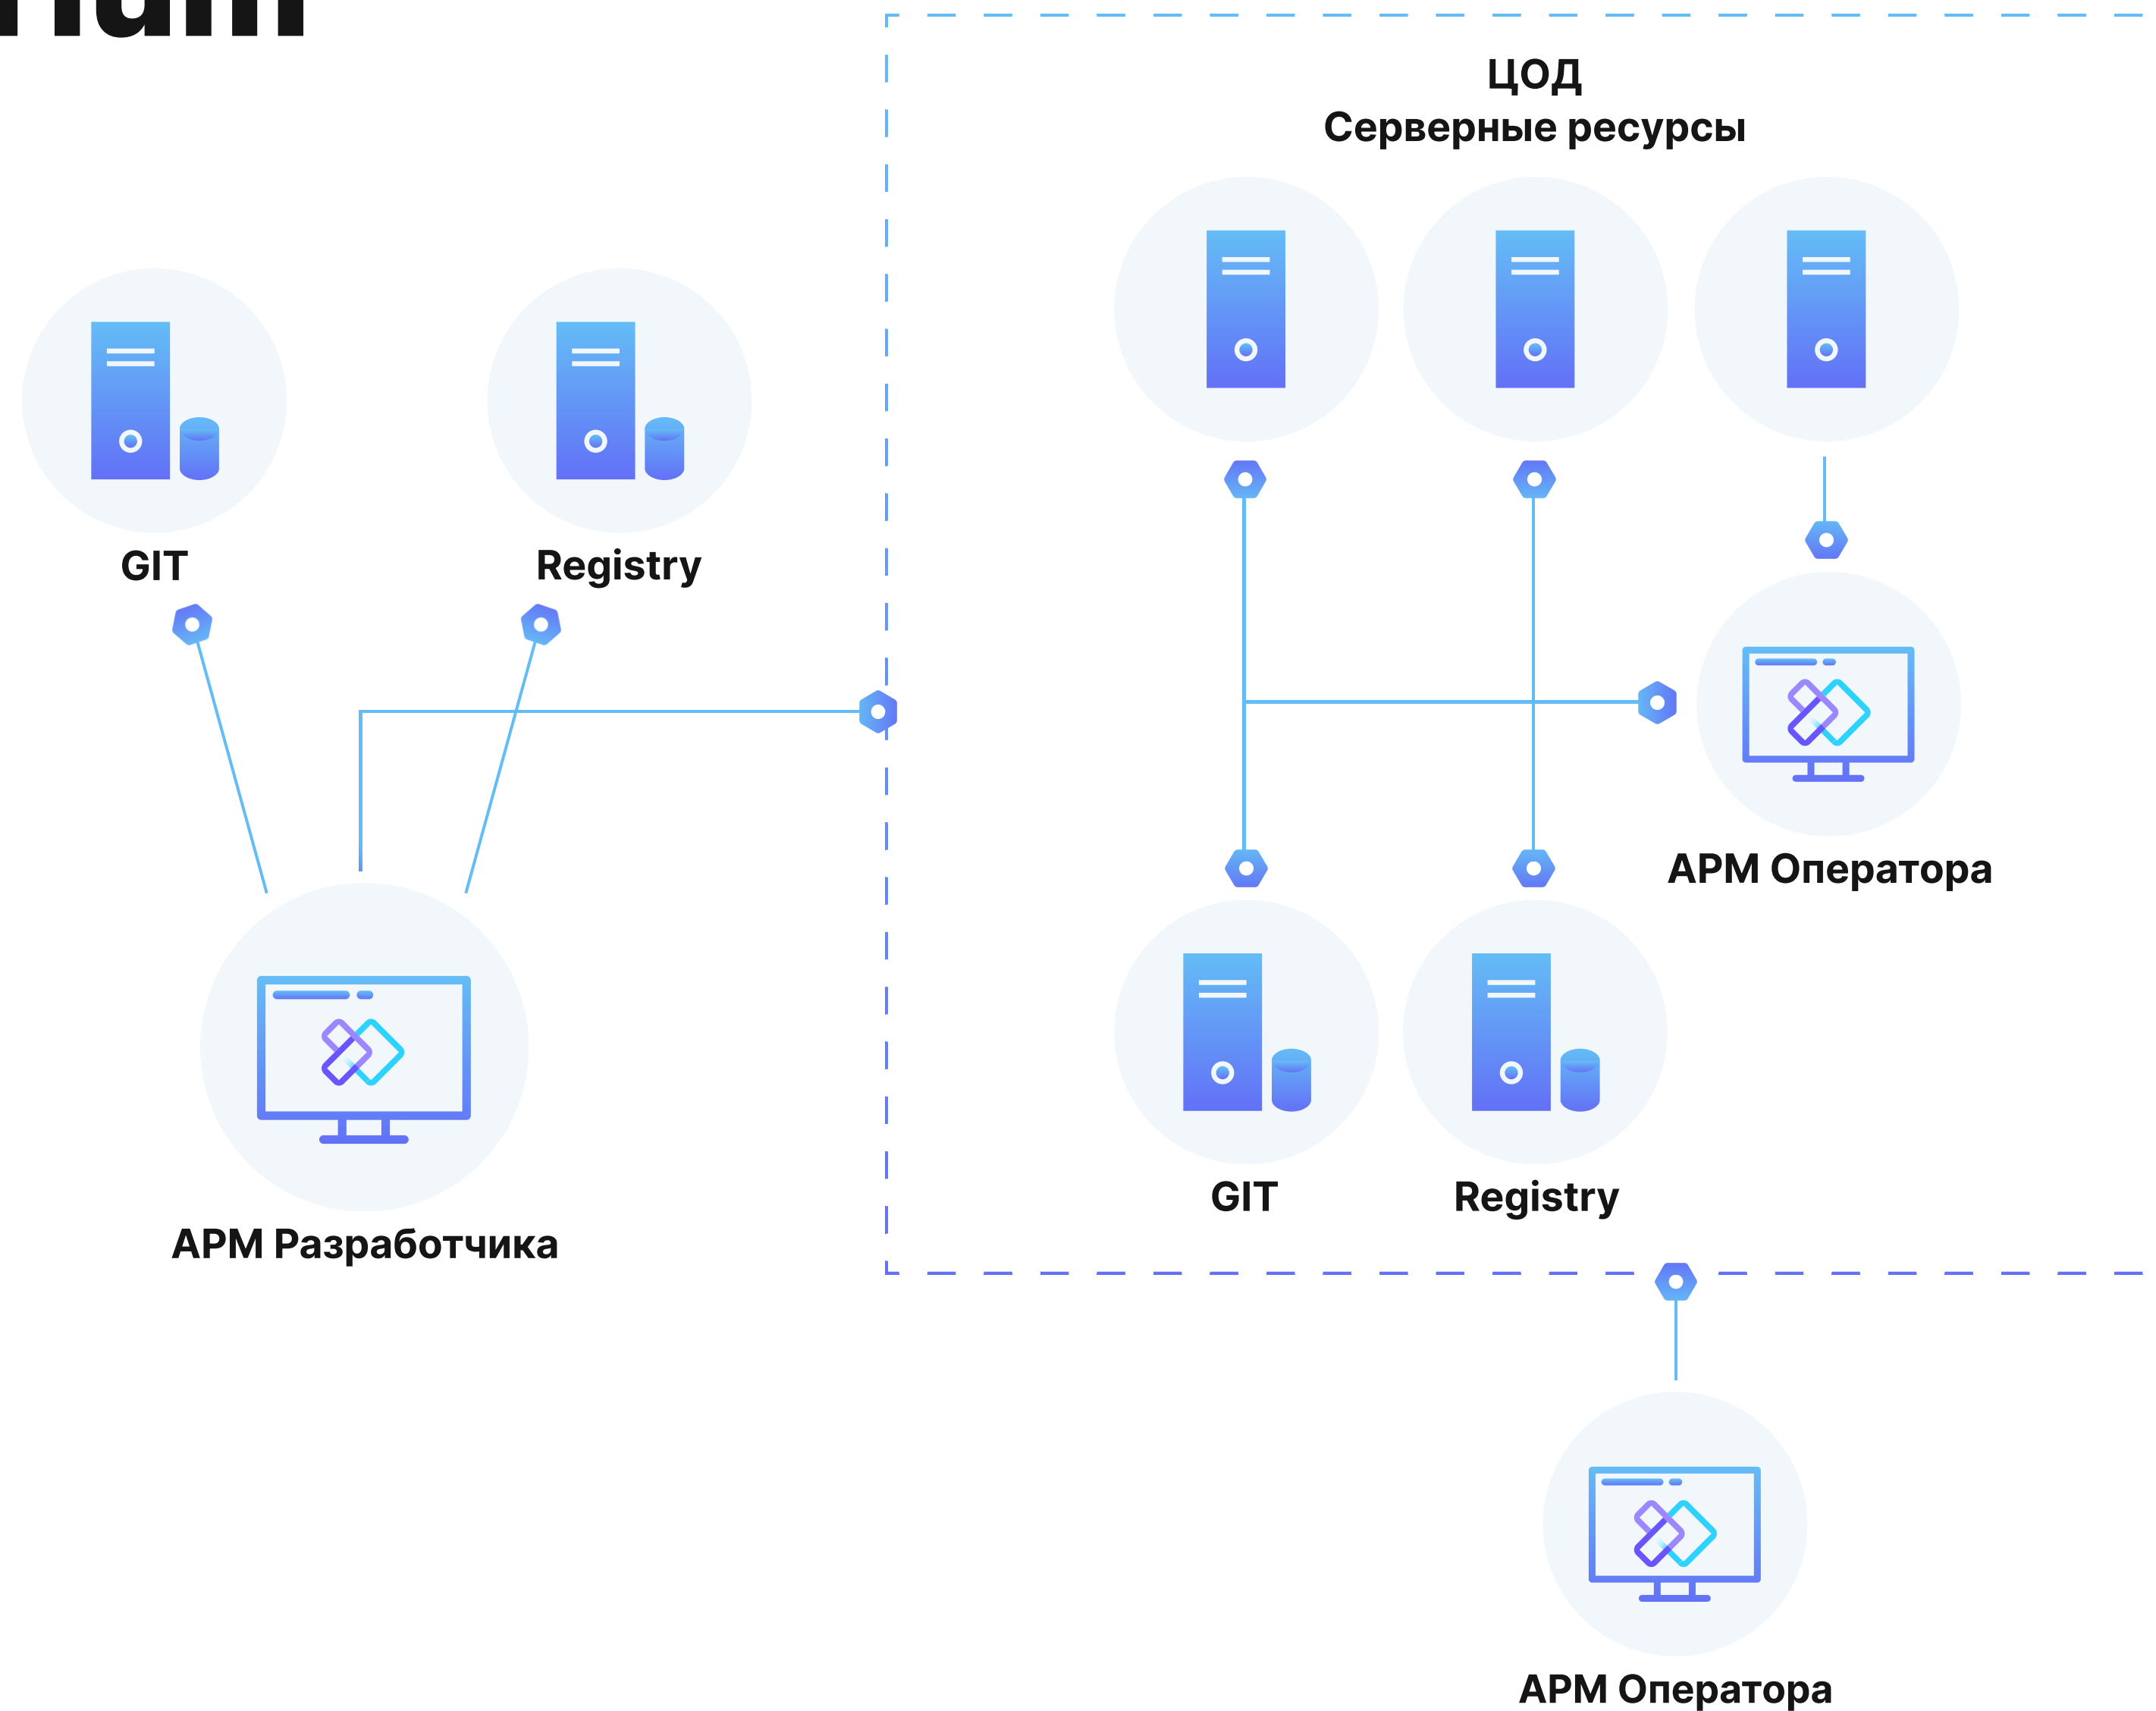 ЦОД
Серверные ресурсы
GIT
Registry
АРМ Оператора
АРМ Разработчика
GIT
Registry
АРМ Оператора